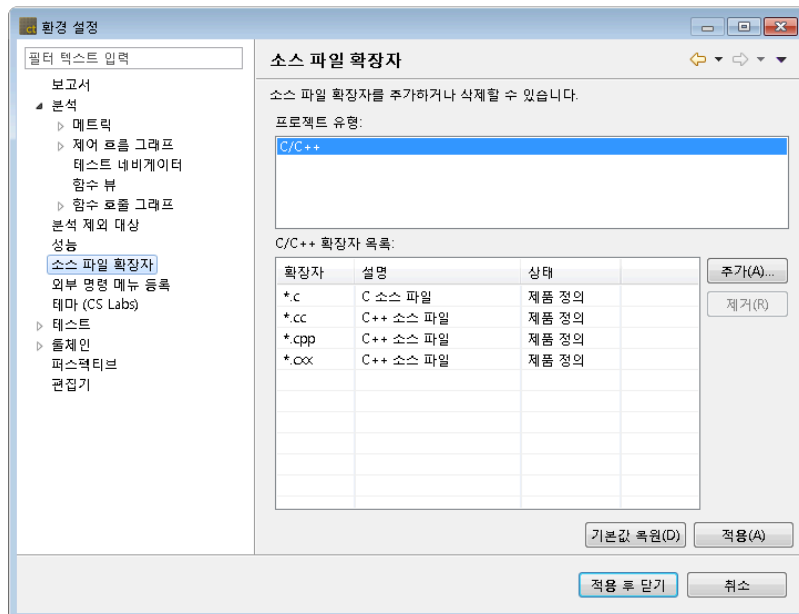 ct 환경 설정
필터 텍스트 입력
보고서
분석
메트릭
제어 흐름 그래프
테스트 네비게이터
함수 뷰
함수 호출 그래프
분석 제외 대상
성능
소스 파일 확장자
외부 명령 메뉴 등록
테마 (CS Labs)
테스트
툴체인
퍼스펙티브
편집기
소스 파일 확장자
소스 파일 확장자를 추가하거나 삭제할 수 있습니다.
프로젝트 유형:
C/C++
C/C++ 확장자 목록:
확장자 설명 상태
*.c C 소스 파일 제품 정의
*.cc C++ 소스 파일 제품 정의
*.cpp C++ 소스 파일 제품 정의
*.cxx C++ 소스 파일 제품 정의
추가(A)...
제거(R)
기본값 복원(D) 적용(A)
적용 후 닫기 취소